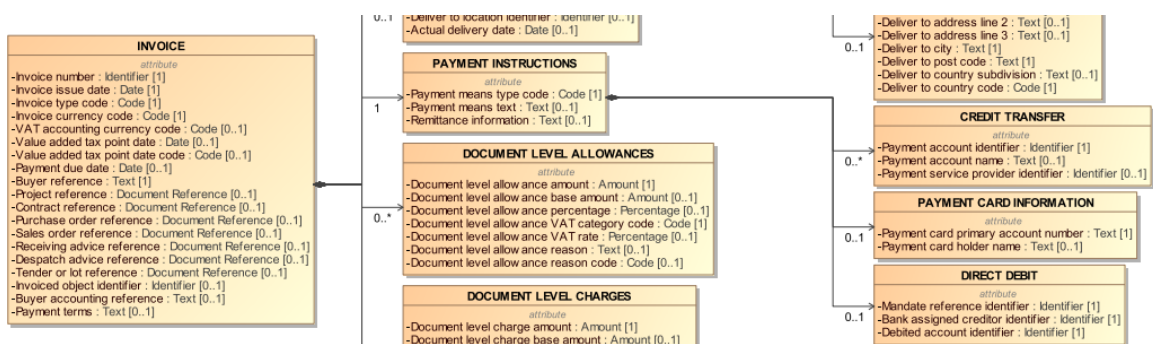 INVOICE
attribute
-Invoice number : Identifier [1]
-Invoice issue date : Date [1]
-Invoice type code : Code [1]
-Invoice currency code : Code [1]
-VAT accounting currency code : Code [0..1]
-Value added tax point date : Date [0..1]
-Value added tax point date code : Code [0..1]
-Payment due date : Date [0..1]
-Buyer reference : Text [1]
-Project reference : Document Reference [0..1]
-Contract reference : Document Reference [0..1]
-Purchase order reference : Document Reference [0..1]
-Sales order reference : Document Reference [0..1]
-Receiving advice reference : Document Reference [0..1]
-Despatch advice reference : Document Reference [0..1]
-Tender or lot reference : Document Reference [0..1]
-Invoiced object identifier : Identifier [0..1]
-Buyer accounting reference : Text [0..1]
-Payment terms : Text [0..1]
0..1
-Deliver to location identifier : Identifier [0..1]
-Actual delivery date : Date [0..1]
1
PAYMENT INSTRUCTIONS
attribute
-Payment means type code : Code [1]
-Payment means text : Text [0..1]
-Remittance information : Text [0..1]
0..*
DOCUMENT LEVEL ALLOWANCES
attribute
-Document level allowance amount : Amount [1]
-Document level allowance base amount : Amount [0..1]
-Document level allowance percentage : Percentage [0..1]
-Document level allowance VAT category code : Code [1]
-Document level allowance VAT rate : Percentage [0..1]
-Document level allowance reason : Text [0..1]
-Document level allowance reason code : Code [0..1]
DOCUMENT LEVEL CHARGES
attribute
-Document level charge amount : Amount [1]
-Document level charge base amount : Amount [0..1]
0..1
-Deliver to address line 2 : Text [0..1]
-Deliver to address line 3 : Text [0..1]
-Deliver to city : Text [1]
-Deliver to post code : Text [1]
-Deliver to country subdivision : Text [0..1]
-Deliver to country code : Code [1]
0..*
CREDIT TRANSFER
attribute
-Payment account identifier : Identifier [1]
-Payment account name : Text [0..1]
-Payment service provider identifier : Identifier [0..1]
0..1
PAYMENT CARD INFORMATION
attribute
-Payment card primary account number : Text [1]
-Payment card holder name : Text [0..1]
0..1
DIRECT DEBIT
attribute
-Mandate reference identifier : Identifier [1]
-Bank assigned creditor identifier : Identifier [1]
-Debited account identifier : Identifier [1]